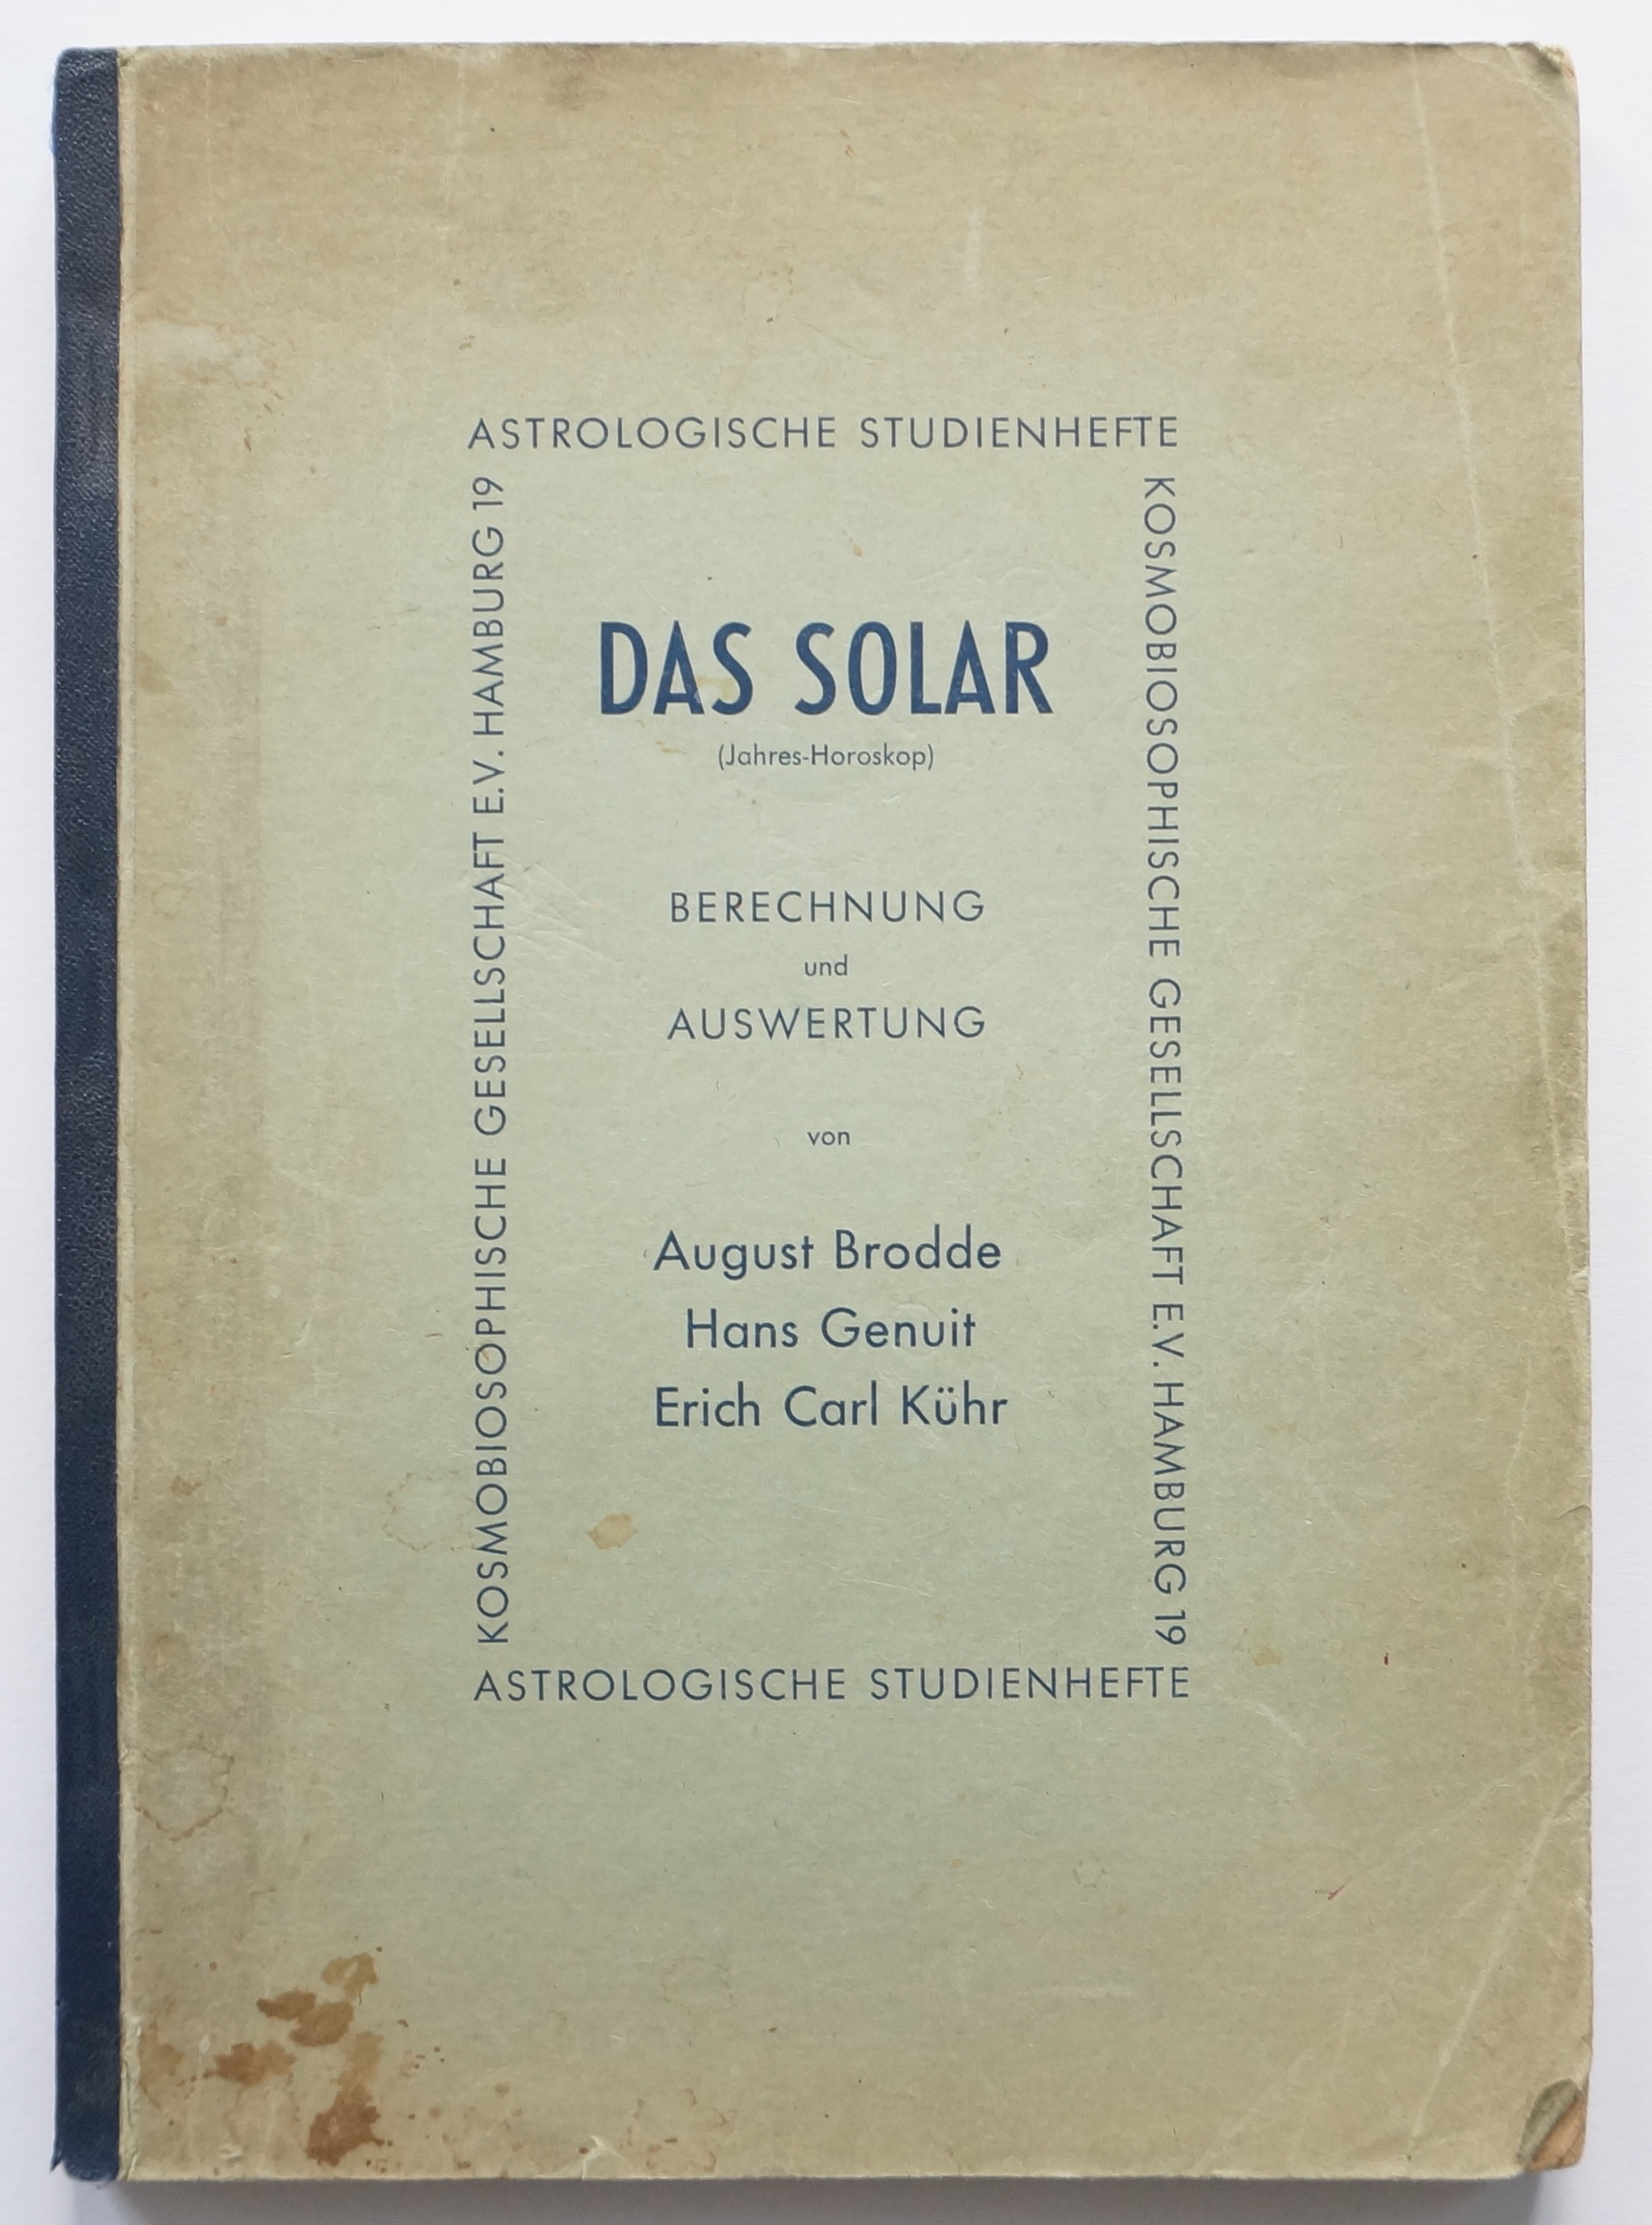 ASTROLOGISCHE STUDIENHEFTE
KOSMOBIOSOPHISCHE GESELLSCHAFT E.V. HAMBURG 19
DAS SOLAR
(Jahres-Horoskop)
BERECHNUNG
und
AUSWERTUNG
von
August Brodde
Hans Genuit
Erich Carl Kühr
KOSMOBIOSOPHISCHE GESELLSCHAFT E.V. HAMBURG 19
ASTROLOGISCHE STUDIENHEFTE